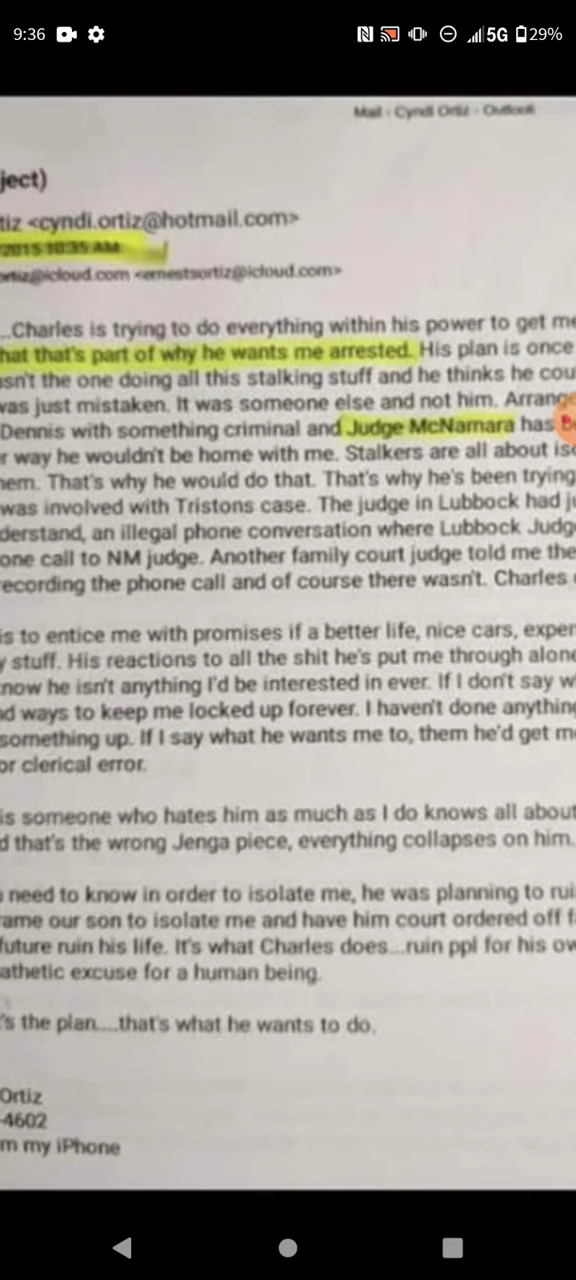 9:36
5G 29%
Mail - Cyndi Ortiz - Outlook
ject)
tiz <cyndi.ortiz@hotmail.com>
2015 10:35 AM
ortiz@icloud.com <ernestsortiz@icloud.com>
...Charles is trying to do everything within his power to get me
hat that's part of why he wants me arrested. His plan is once
asn't the one doing all this stalking stuff and he thinks he cou
was just mistaken. It was someone else and not him. Arrange
Dennis with something criminal and Judge McNamara has
r way he wouldn't be home with me. Stalkers are all about iso
hem. That's why he would do that. That's why he's been trying
was involved with Tristons case. The judge in Lubbock had ju
derstand, an illegal phone conversation where Lubbock Judge
one call to NM judge. Another family court judge told me the
recording the phone call and of course there wasn't. Charles
is to entice me with promises if a better life, nice cars, exper
y stuff. His reactions to all the shit he's put me through alone
know he isn't anything I'd be interested in ever. If I don't say w
nd ways to keep me locked up forever. I haven't done anything
something up. If I say what he wants me to, them he'd get me
or clerical error.
is someone who hates him as much as I do knows all about
d that's the wrong Jenga piece, everything collapses on him.
need to know in order to isolate me, he was planning to rui
rame our son to isolate me and have him court ordered off fa
future ruin his life. It's what Charles does...ruin ppl for his ow
athetic excuse for a human being.
's the plan....that's what he wants to do.
Ortiz
-4602
m my iPhone